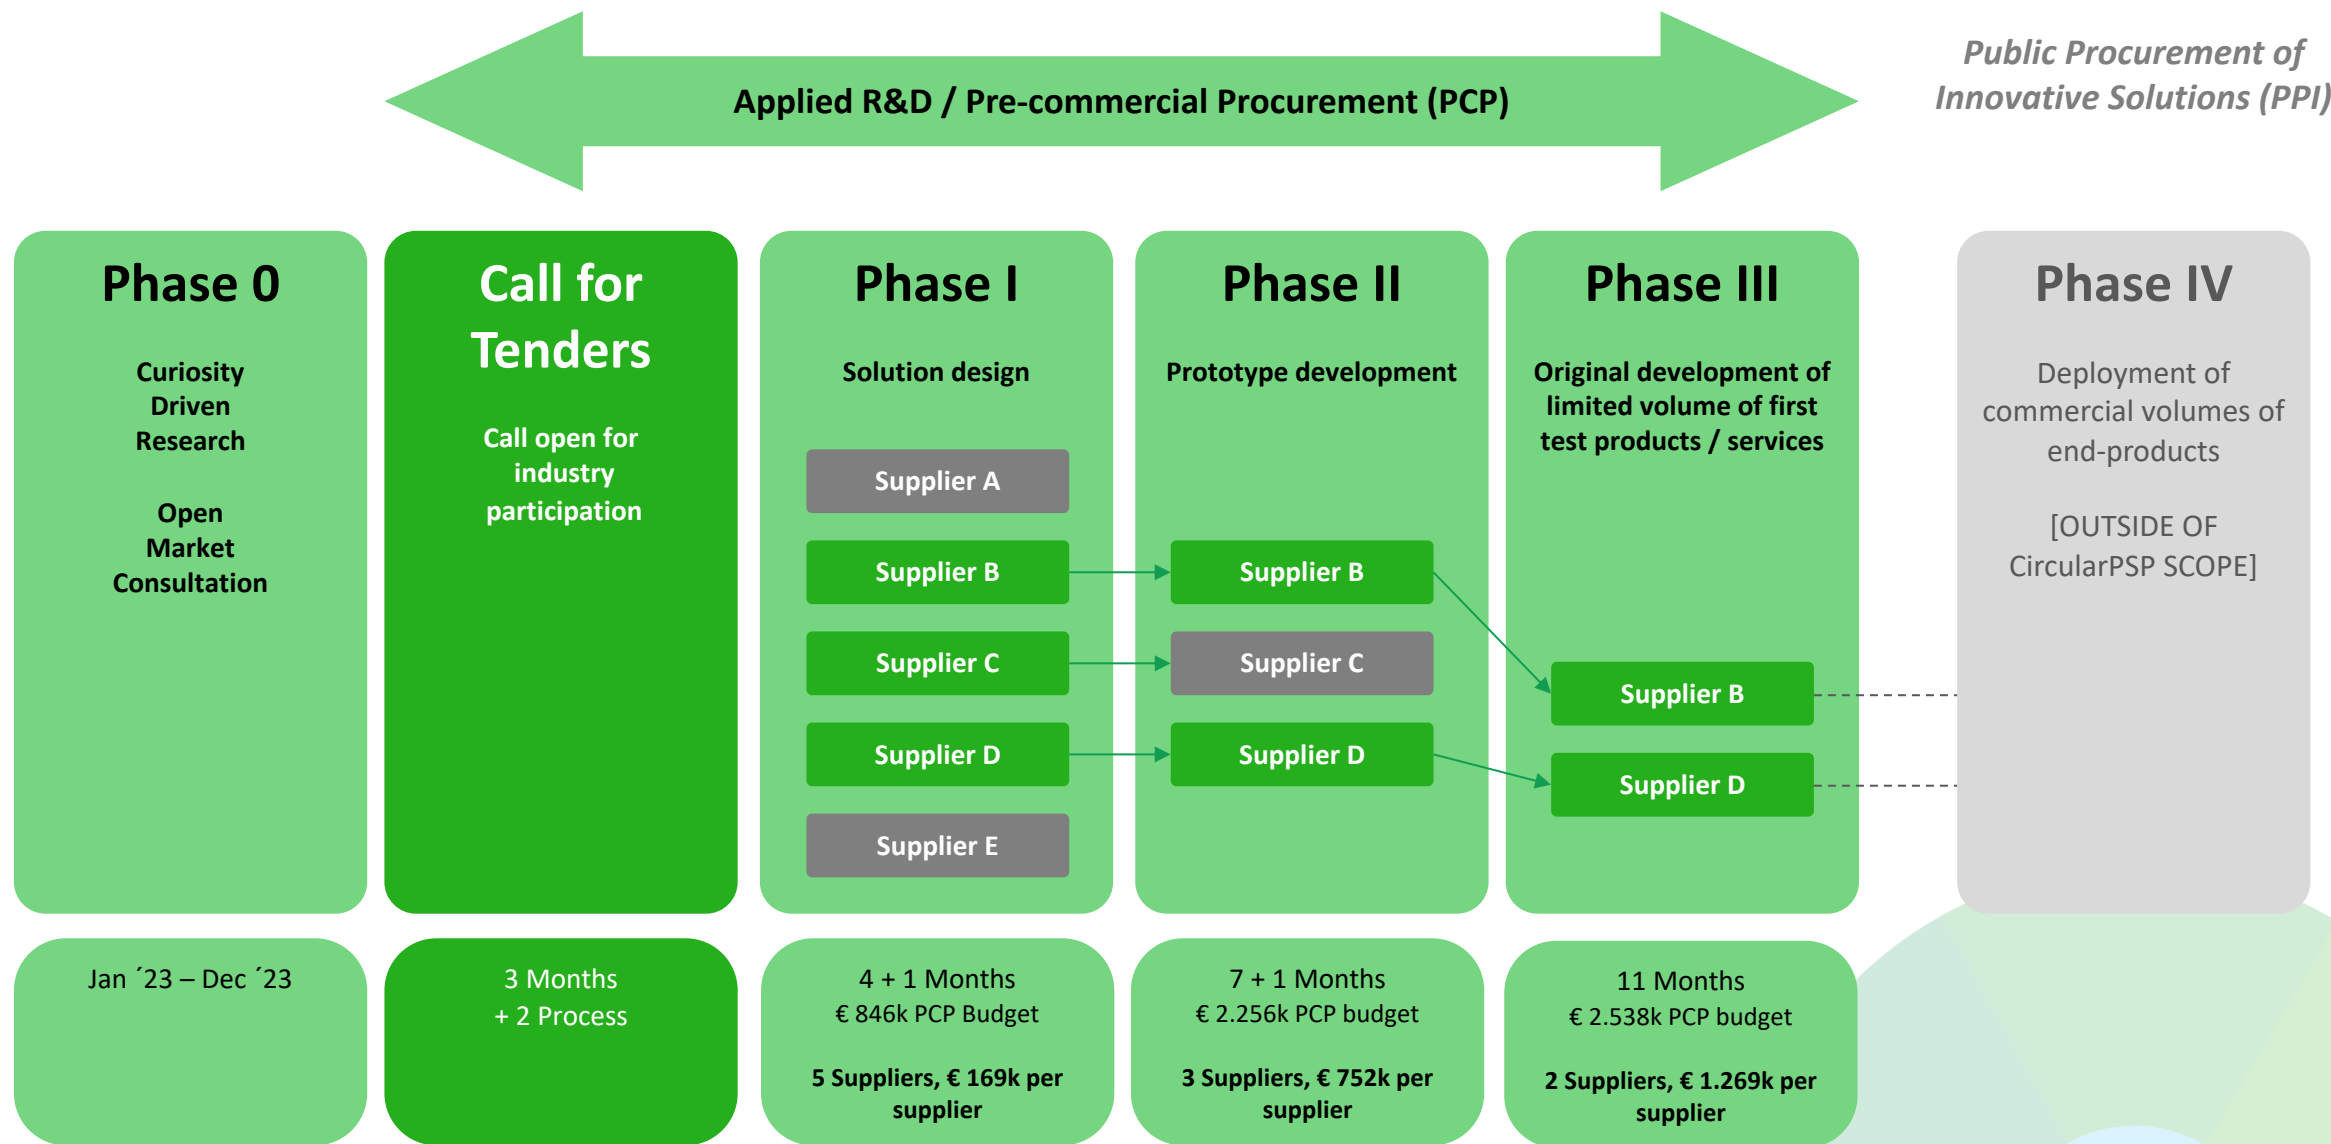 Applied R&D / Pre-commercial Procurement (PCP)
Public Procurement of
Innovative Solutions (PPI)
Phase 0
Curiosity
Driven
Research
Open
Market
Consultation
Call for
Tenders
Call open for
industry
participation
Phase I
Solution design
Supplier A
Supplier B
Supplier C
Supplier D
Supplier E
Phase II
Prototype development
Supplier B
Supplier C
Supplier D
Phase III
Original development of
limited volume of first
test products / services
Supplier B
Supplier D
Phase IV
Deployment of
commercial volumes of
end-products
[OUTSIDE OF
CircularPSP SCOPE]
Jan ´23 – Dec ´23
3 Months
+ 2 Process
4 + 1 Months
€ 846k PCP Budget
5 Suppliers, € 169k per
supplier
7 + 1 Months
€ 2.256k PCP budget
3 Suppliers, € 752k per
supplier
11 Months
€ 2.538k PCP budget
2 Suppliers, € 1.269k per
supplier